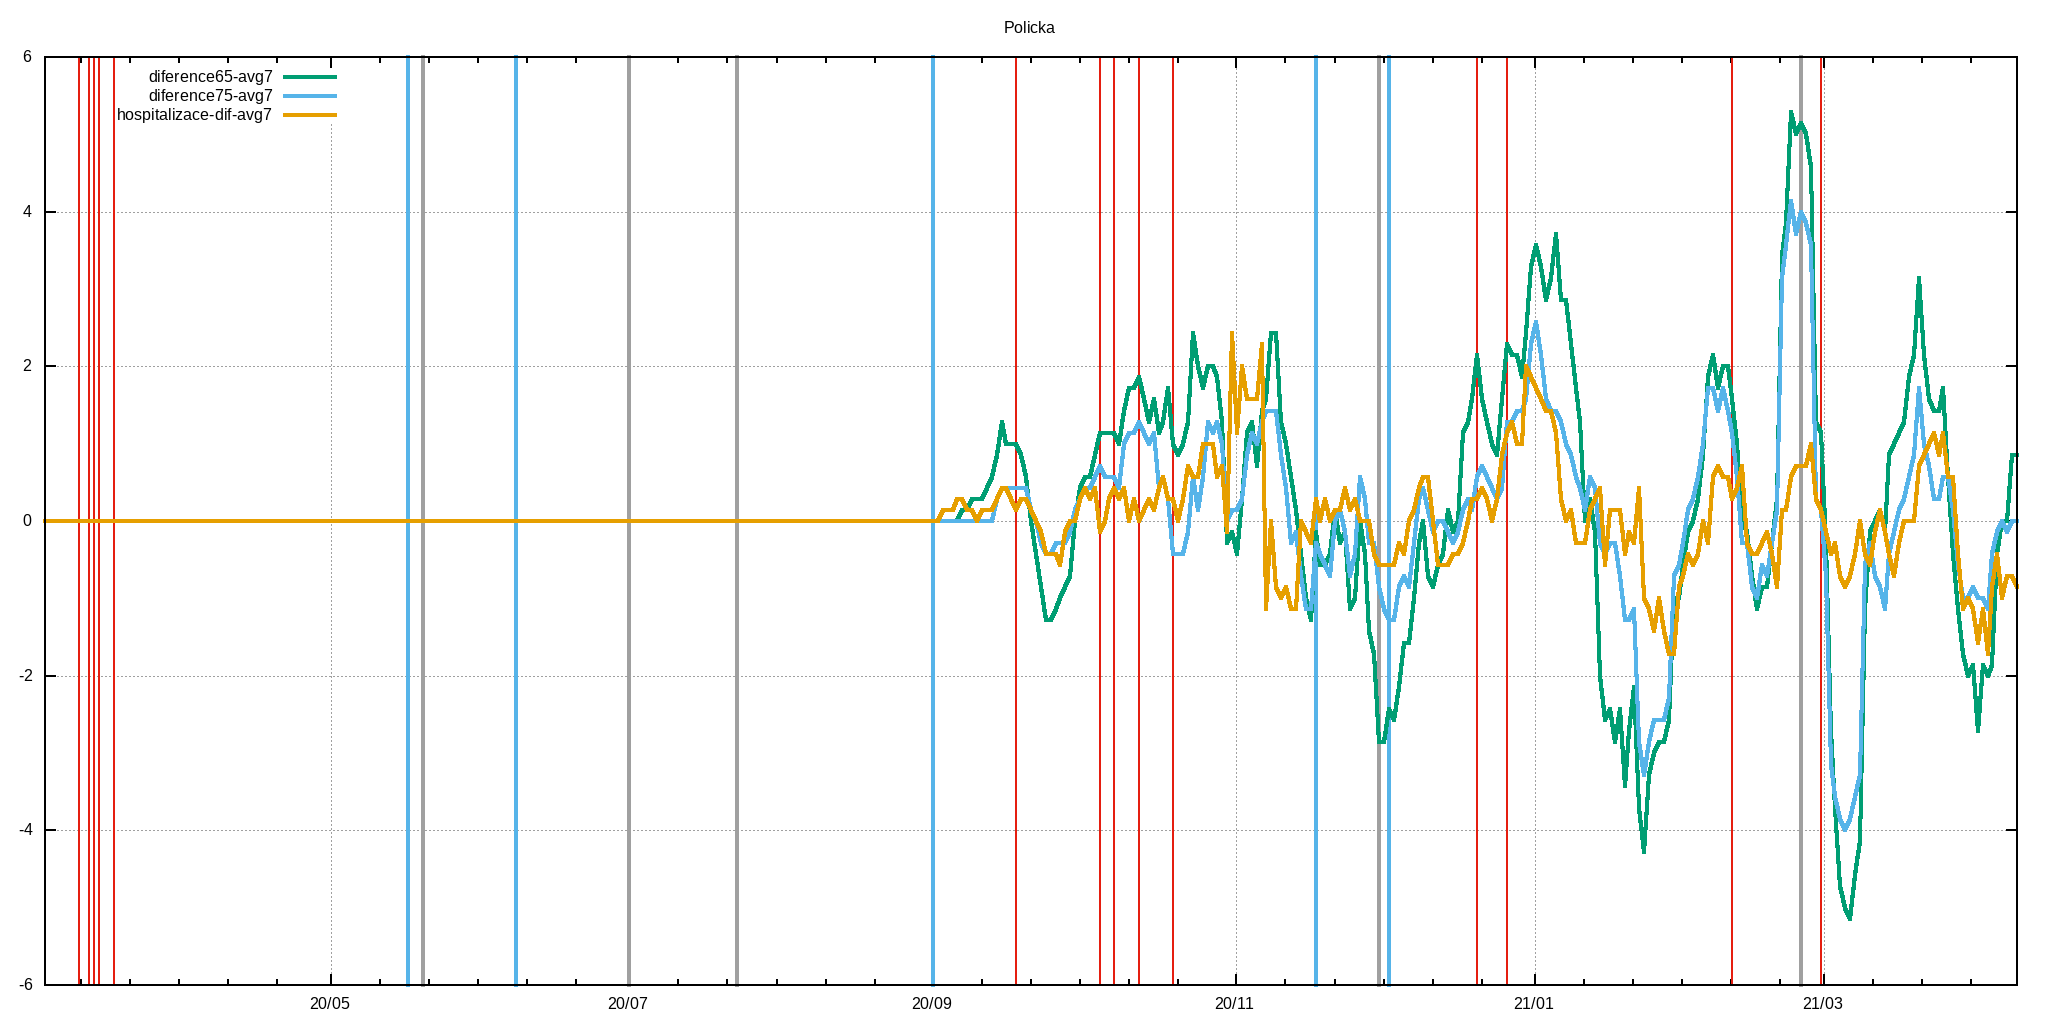 Policka
6
diference65-avg7
diference75-avg7
hospitalizace-dif-avg7
4
2
0
-2
-4
-6
20/05 20/07 20/09 20/11 21/01 21/03